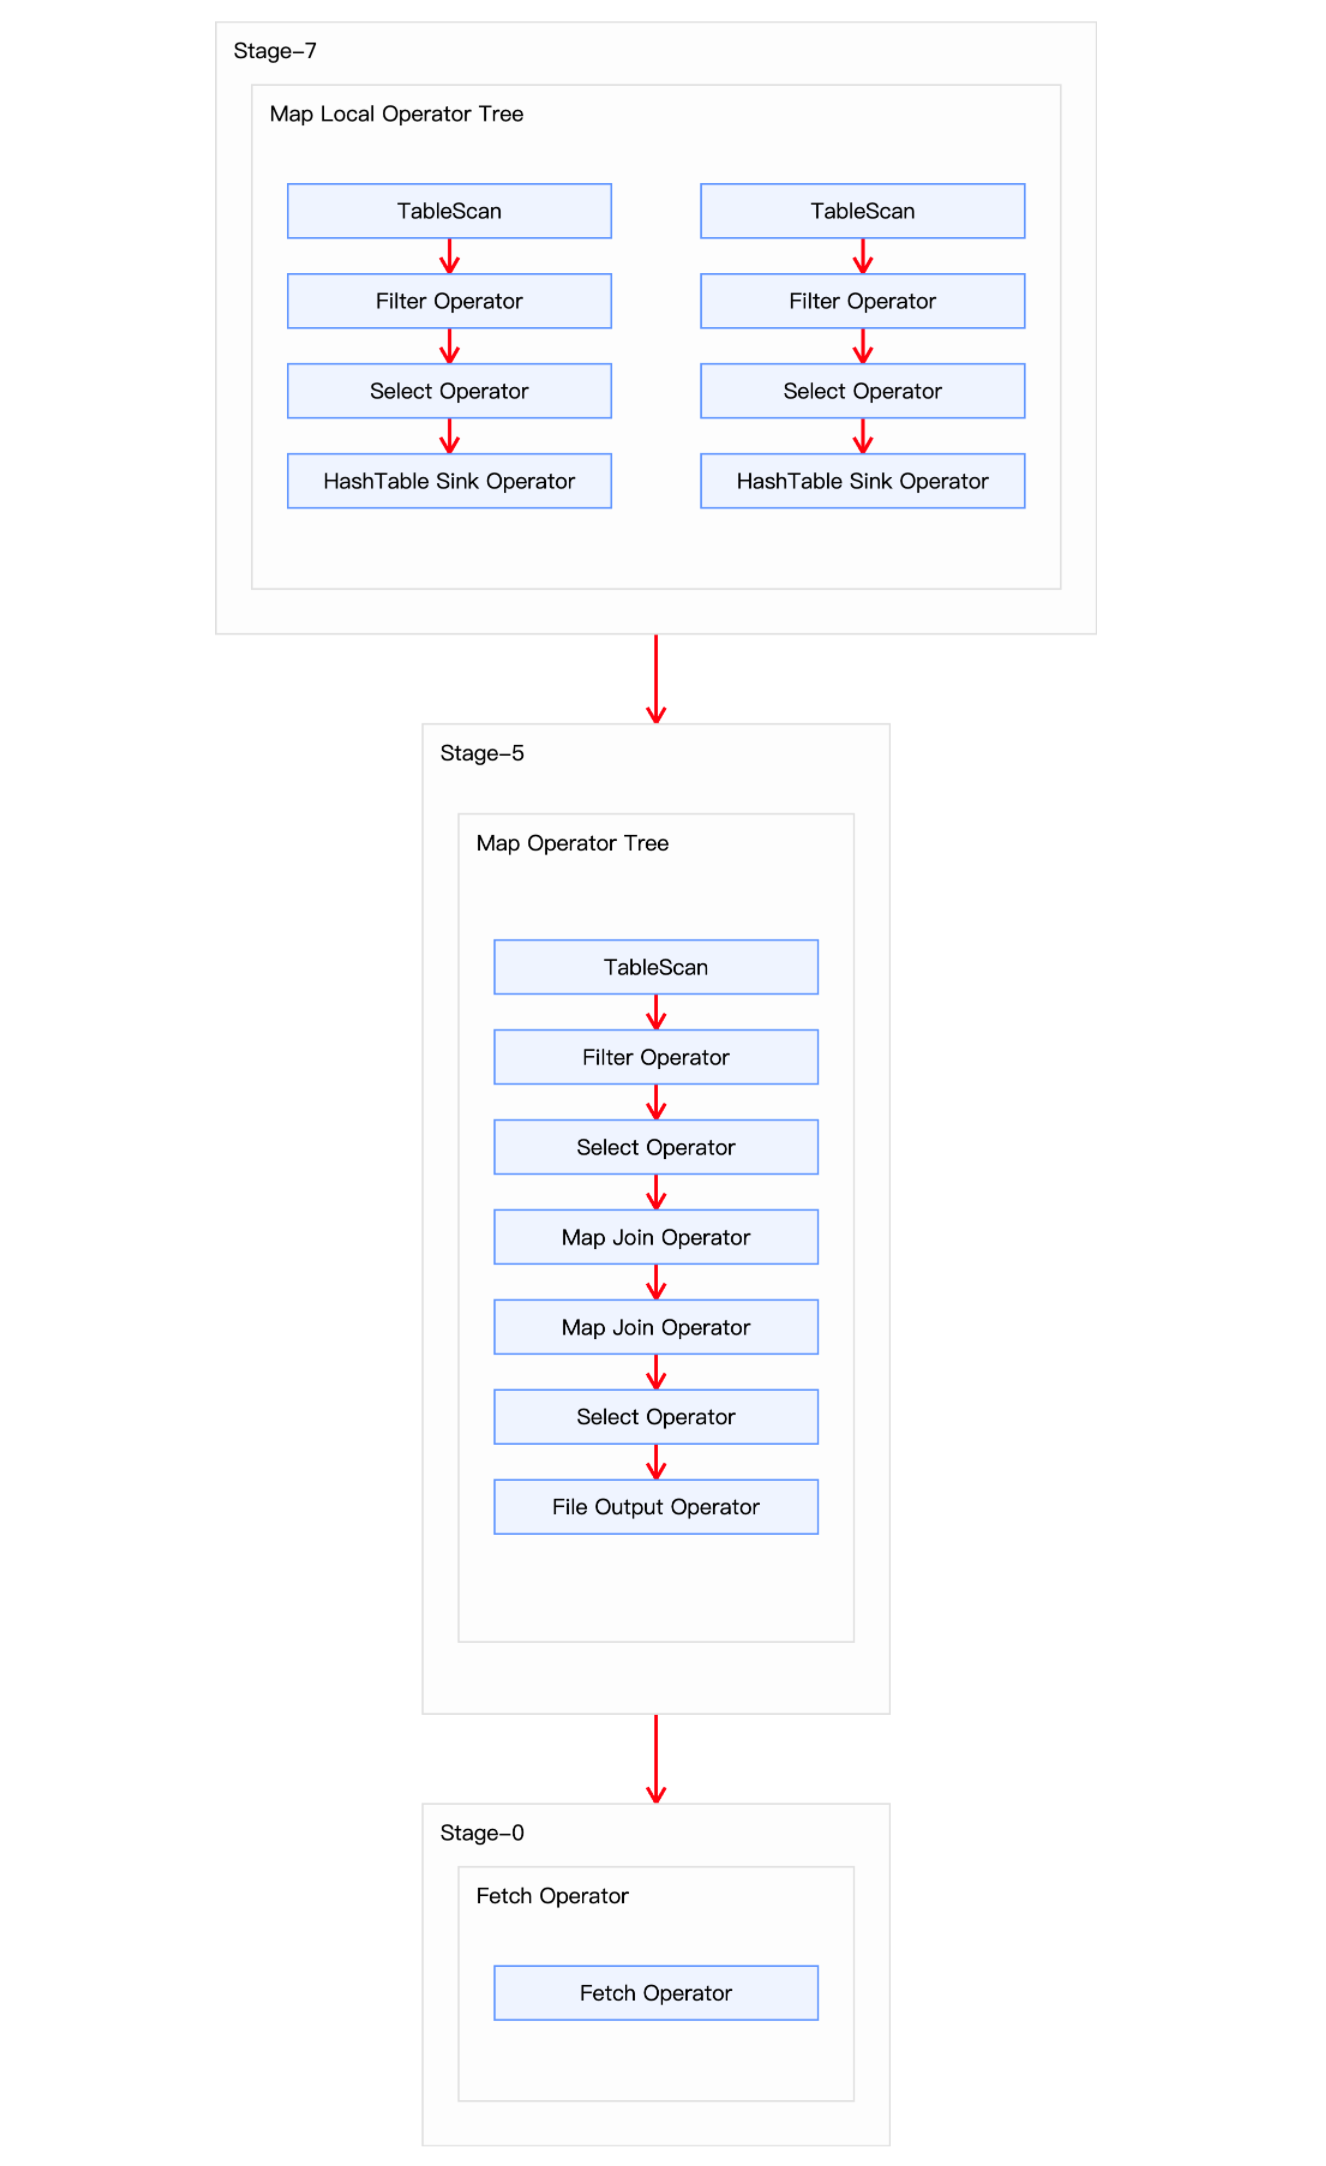 Stage-7
Map Local Operator Tree
TableScan
TableScan
Filter Operator
Filter Operator
Select Operator
Select Operator
HashTable Sink Operator
HashTable Sink Operator
Stage-5
Map Operator Tree
TableScan
Filter Operator
Select Operator
Map Join Operator
Map Join Operator
Select Operator
File Output Operator
Stage-0
Fetch Operator
Fetch Operator